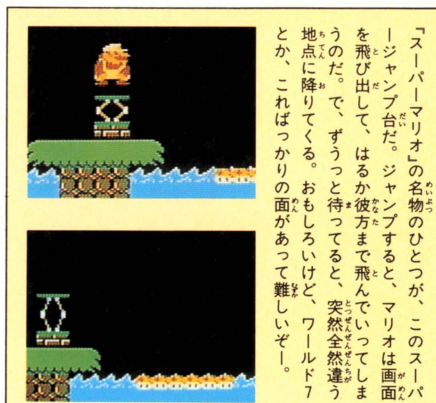 『スーパーマリオ』の名物のひとつが、このスーパ
ージャンプ台だ。ジャンプすると、マリオは画面
を飛び出して、はるか彼方まで飛んでいってしま
うのだ。で、ずうっと待ってると、突然全然違う
地点に降りてくる。おもしろいけど、ワールド7
とか、こればっかりの面があって難しいぞー。